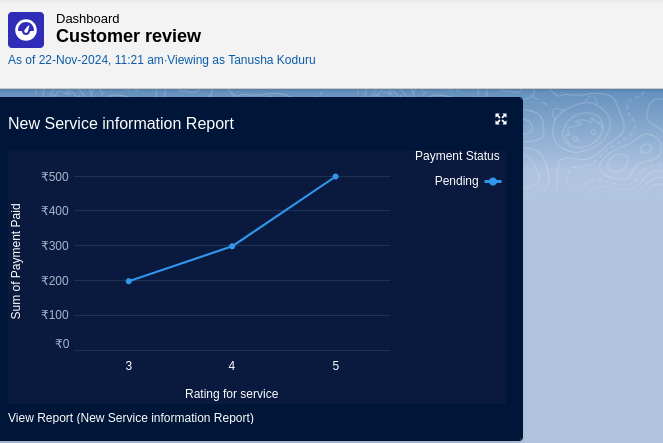 Dashboard
Customer review
As of 22-Nov-2024, 11:21 am·Viewing as Tanusha Koduru
New Service information Report
Payment Status
Pending
Sum of Payment Paid
₹500
₹400
₹300
₹200
₹100
₹0
3 4 5
Rating for service
View Report (New Service information Report)